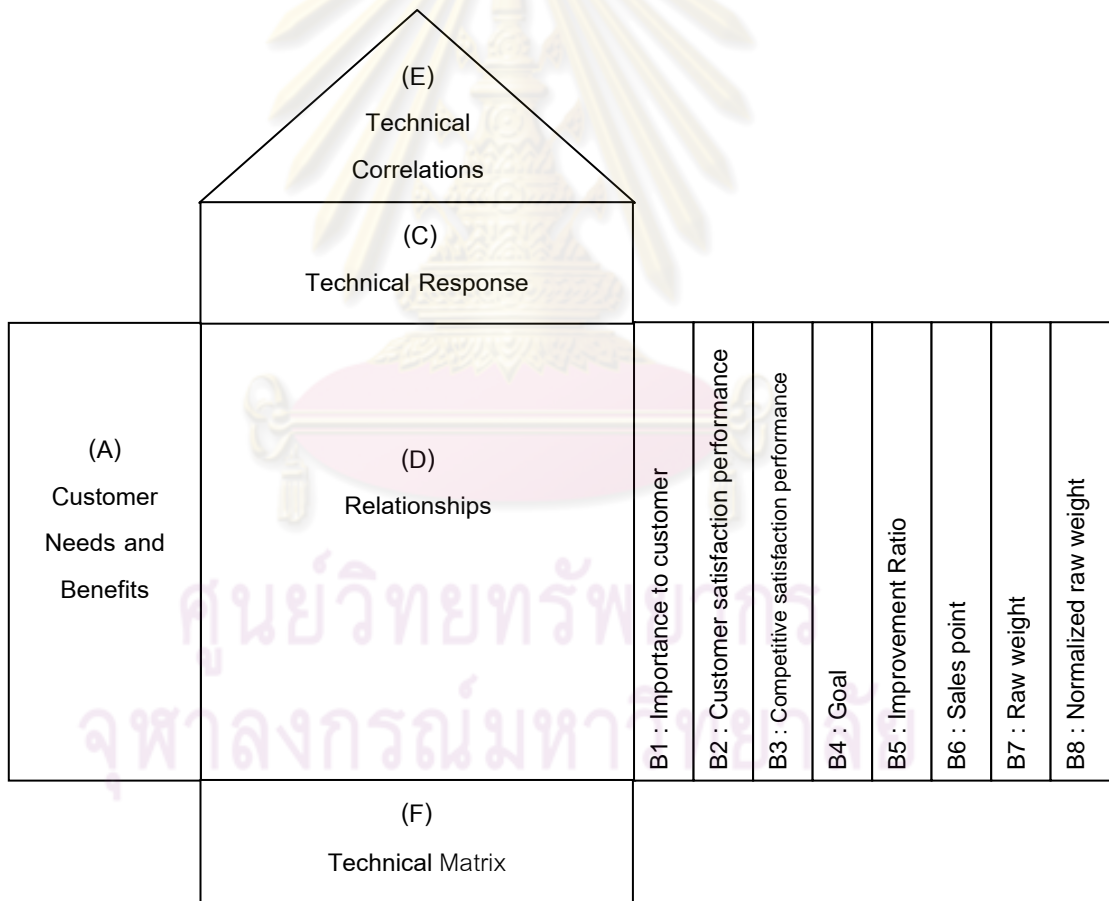 (E)
Technical
Correlations
(C)
Technical Response
(A)
Customer
Needs and
Benefits
(D)
Relationships
B1 : Importance to customer
B2 : Customer satisfaction performance
B3 : Competitive satisfaction performance
B4 : Goal
B5 : Improvement Ratio
B6 : Sales point
B7 : Raw weight
B8 : Normalized raw weight
ศูนย์วิทยทรัพยากร
จุฬาลงกรณ์มหาวิทยาลัย
(F)
Technical Matrix